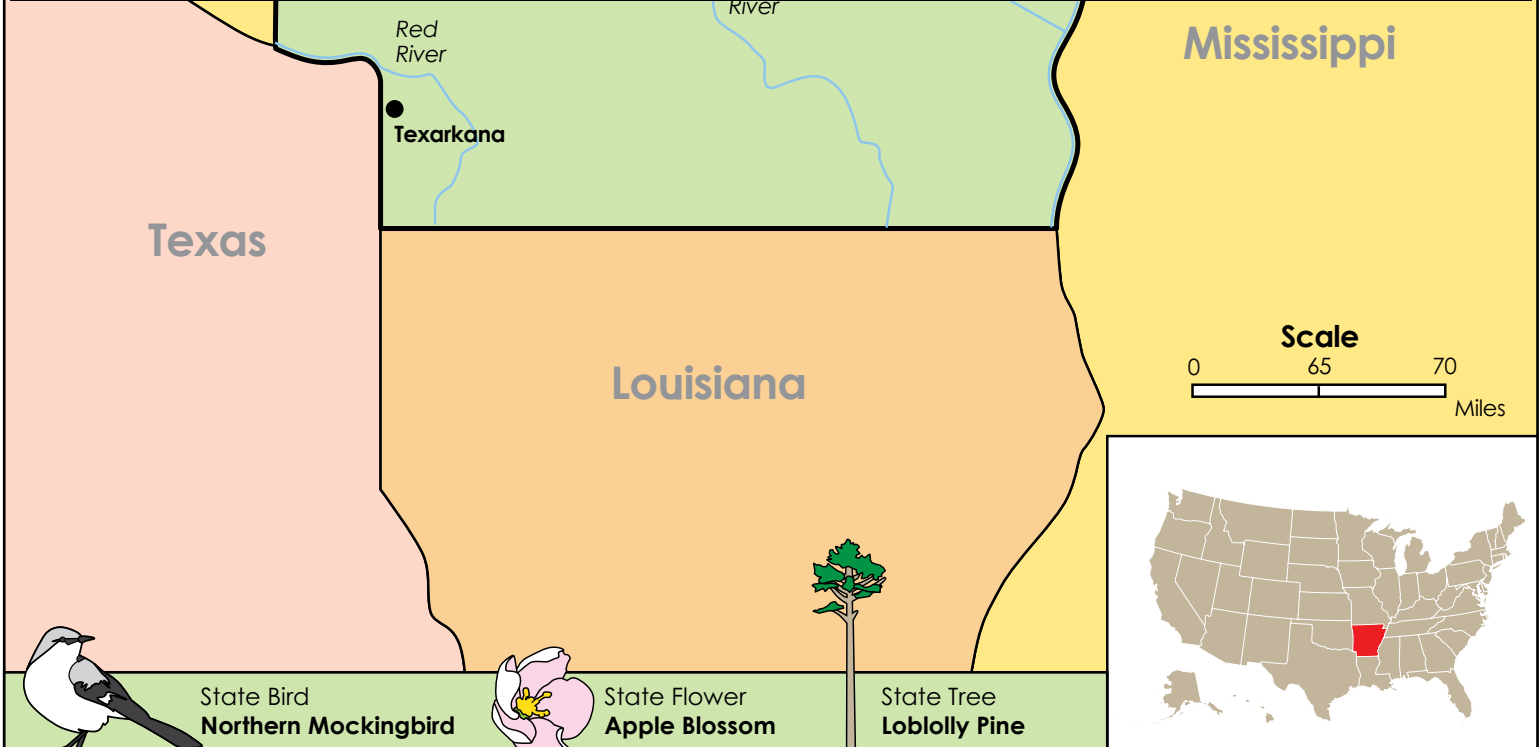 River
Red
River
Mississippi
Texarkana
Texas
Scale
0 65 70
Miles
Louisiana
State Bird
Northern Mockingbird
State Flower
Apple Blossom
State Tree
Loblolly Pine